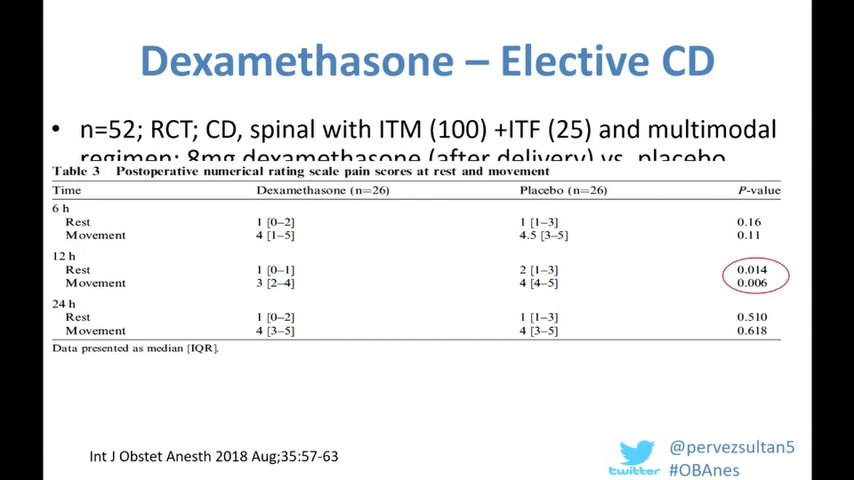 Dexamethasone – Elective CD
• n=52; RCT; CD, spinal with ITM (100) +ITF (25) and multimodal
regimen; 8mg dexamethasone (after delivery) vs. placebo
Table 3 Postoperative numerical rating scale pain scores at rest and movement
Time Dexamethasone (n=26) Placebo (n=26) P-value
6 h
Rest 1 [0–2] 1 [1–3] 0.16
Movement 4 [1–5] 4.5 [3–5] 0.11
12 h
Rest 1 [0–1] 2 [1–3] 0.014
Movement 3 [2–4] 4 [4–5] 0.006
24 h
Rest 1 [0–2] 1 [1–3] 0.510
Movement 4 [3–5] 4 [3–5] 0.618
Data presented as median [IQR].
Int J Obstet Anesth 2018 Aug;35:57-63
@pervezsultan5
twitter #OBAnes